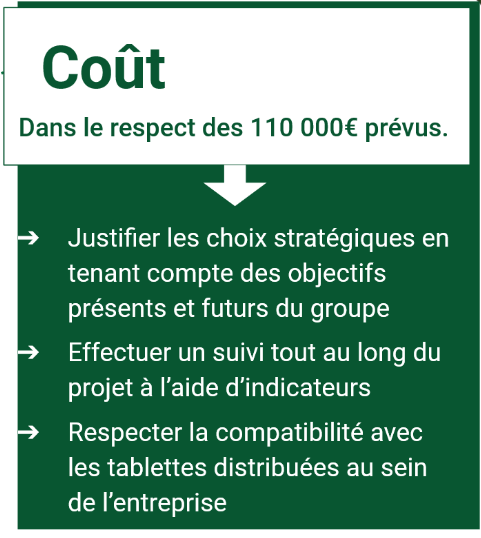 Coût
Dans le respect des 110 000€ prévus.
➔ Justifier les choix stratégiques en
tenant compte des objectifs
présents et futurs du groupe
➔ Effectuer un suivi tout au long du
projet à l’aide d’indicateurs
➔ Respecter la compatibilité avec
les tablettes distribuées au sein
de l’entreprise